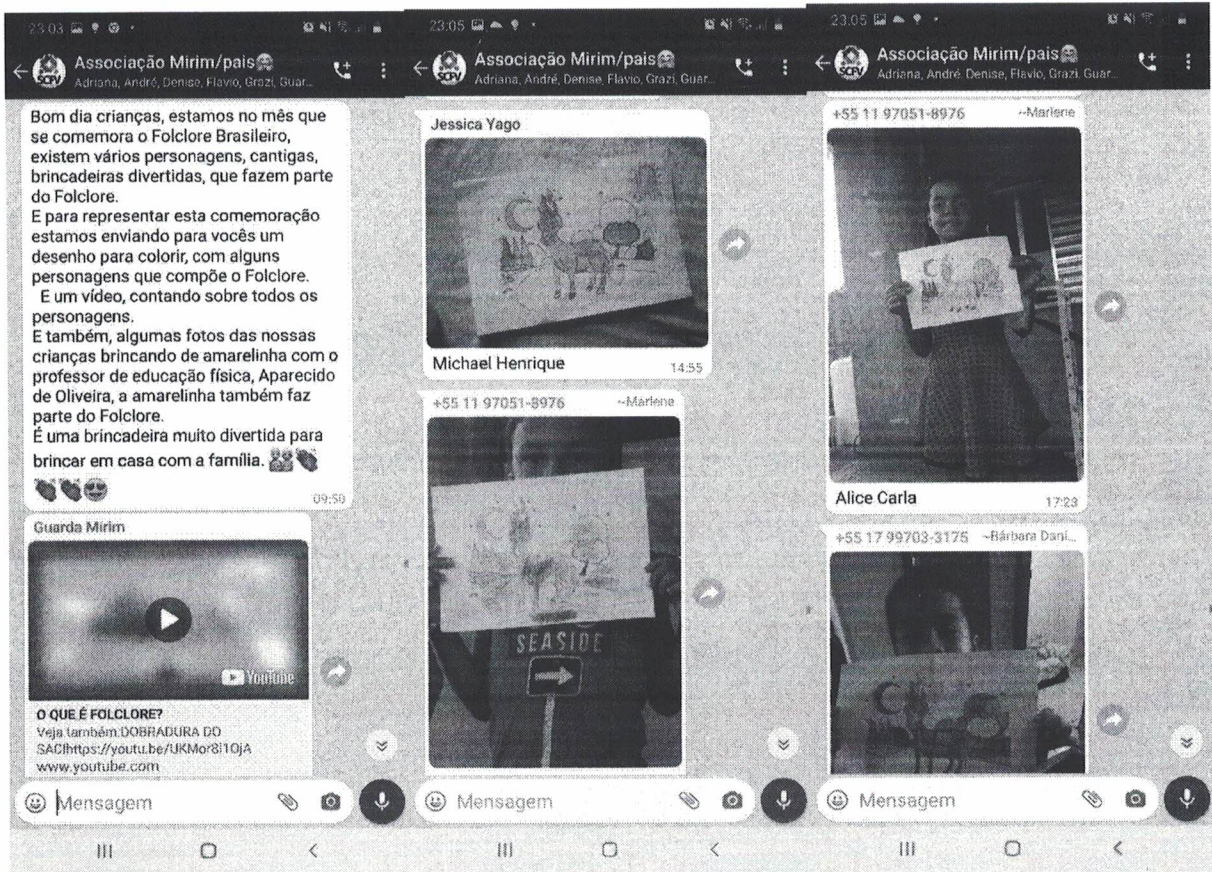 23:03
Associação Mirim/pais
Adriana, André, Denise, Flavio, Grazi, Guar...
Bom dia crianças, estamos no mês que
se comemora o Folclore Brasileiro,
existem vários personagens, cantigas,
brincadeiras divertidas, que fazem parte
do Folclore.
E para representar esta comemoração
estamos enviando para vocês um
desenho para colorir, com alguns
personagens que compõe o Folclore.
E um vídeo, contando sobre todos os
personagens.
E também, algumas fotos das nossas
crianças brincando de amarelinha com o
professor de educação física, Aparecido
de Oliveira, a amarelinha também faz
parte do Folclore.
É uma brincadeira muito divertida para
brincar em casa com a família.
09:50
Guarda Mirim
YouTube
O QUE É FOLCLORE?
Veja também:DOBRADURA DO
www.youtube.com
Mensagem
23:05
Associação Mirim/pais
Adriana, André, Denise, Flavio, Grazi, Guar...
Jessica Yago
Michael Henrique
14:55
+55 11 97051-8976 ~Marlene
SEASIDE
Mensagem
23:05
Associação Mirim/pais
Adriana, André, Denise, Flavio, Grazi, Guar...
+55 11 97051-8976 ~Marlene
Alice Carla
17:23
+55 17 99703-3175 ~Bárbara Dani...
Mensagem